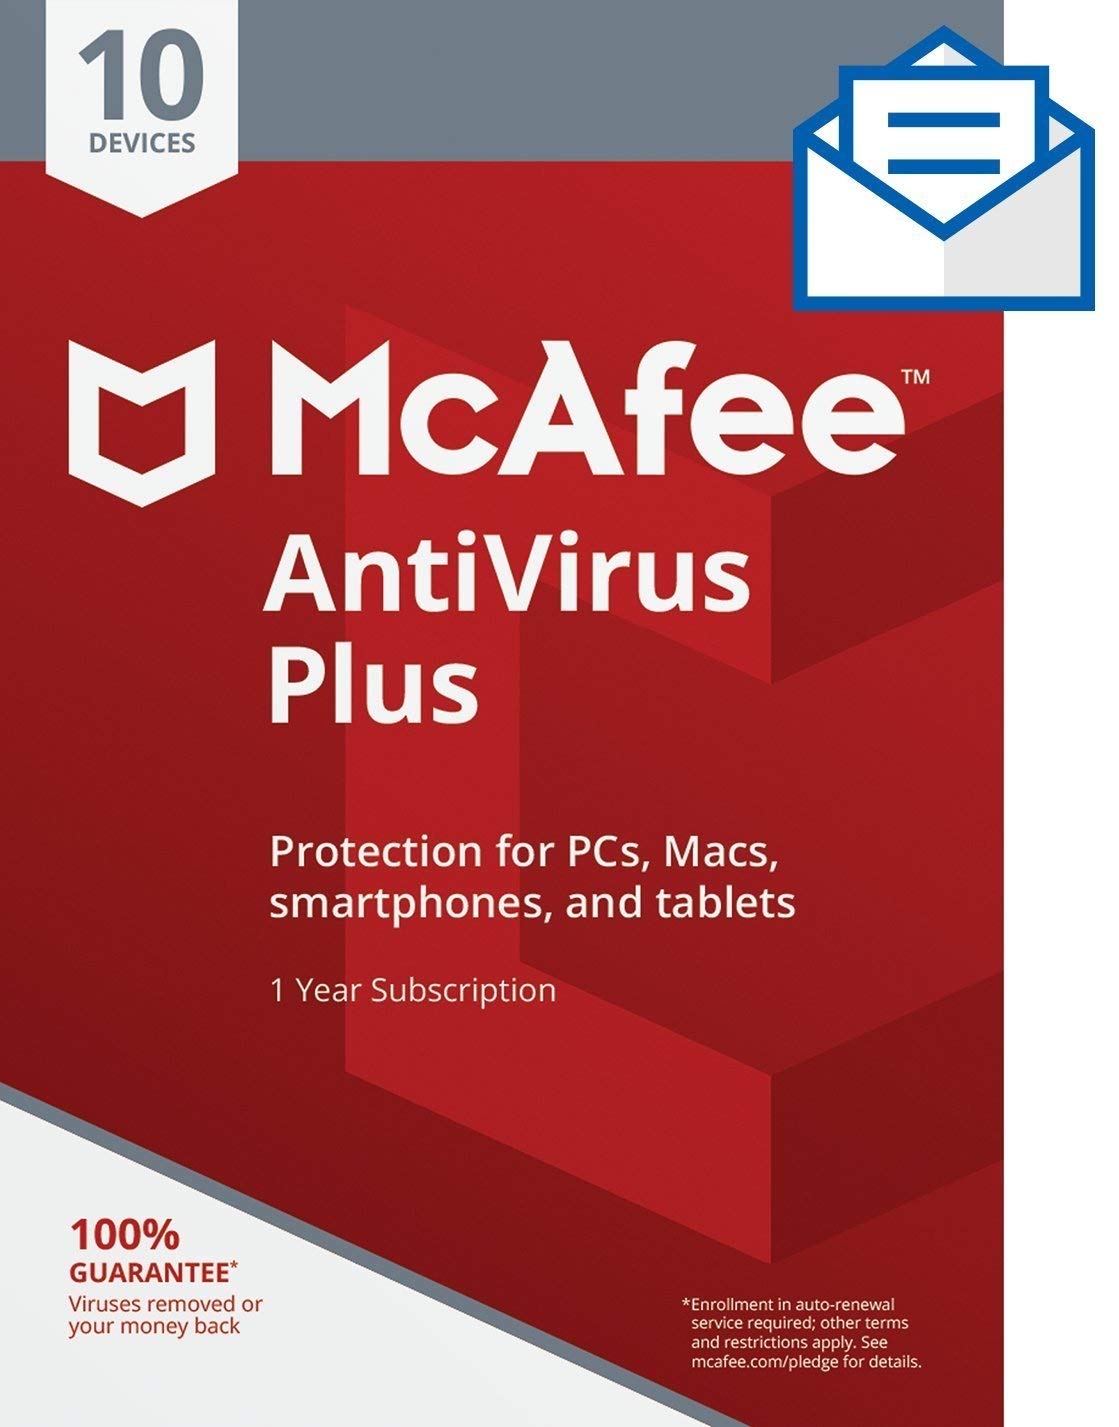 10
DEVICES
McAfee™
AntiVirus
Plus
Protection for PCs, Macs,
smartphones, and tablets
1 Year Subscription
100%
GUARANTEE*
Viruses removed or
your money back
*Enrollment in auto-renewal
service required; other terms
and restrictions apply. See
mcafee.com/pledge for details.